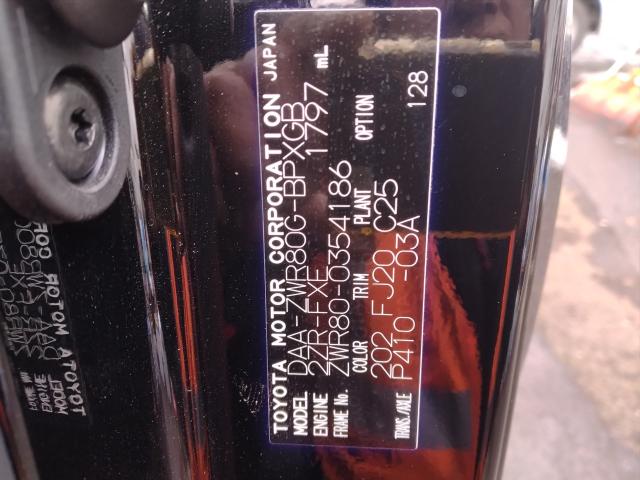 TOYOTA MOTOR CORPORATION JAPAN
MODEL DAA-ZWR80G-BPXGB
ENGINE 2ZR-FXE 1797 mL
FRAME No. ZWR80-0354186
COLOR TRIM PLANT OPTION
202 FJ20 C25 128
TRANS./AXLE P410 -03A